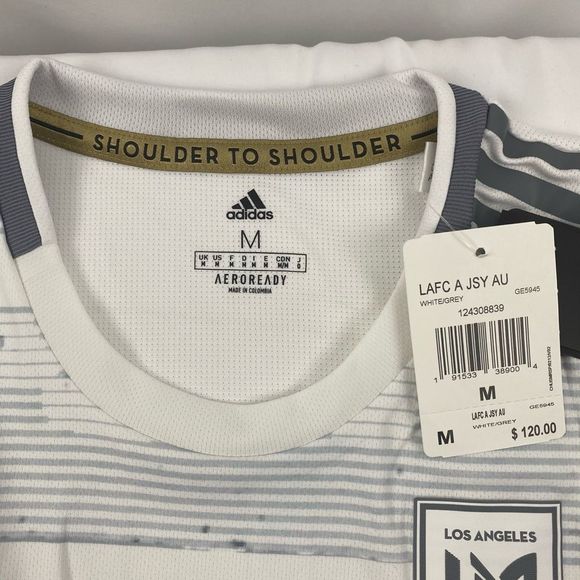 SHOULDER TO SHOULDER
adidas
M
UK US F D I E CON J
M M M M M M M/M O
AEROREADY
MADE IN COLOMBIA
LAFC A JSY AU
WHITE/GREY GE5945
124308839
1 91533 38900 4
M
LAFC A JSY AU GE5945
WHITE/GREY
M $ 120.00
LOS ANGELES